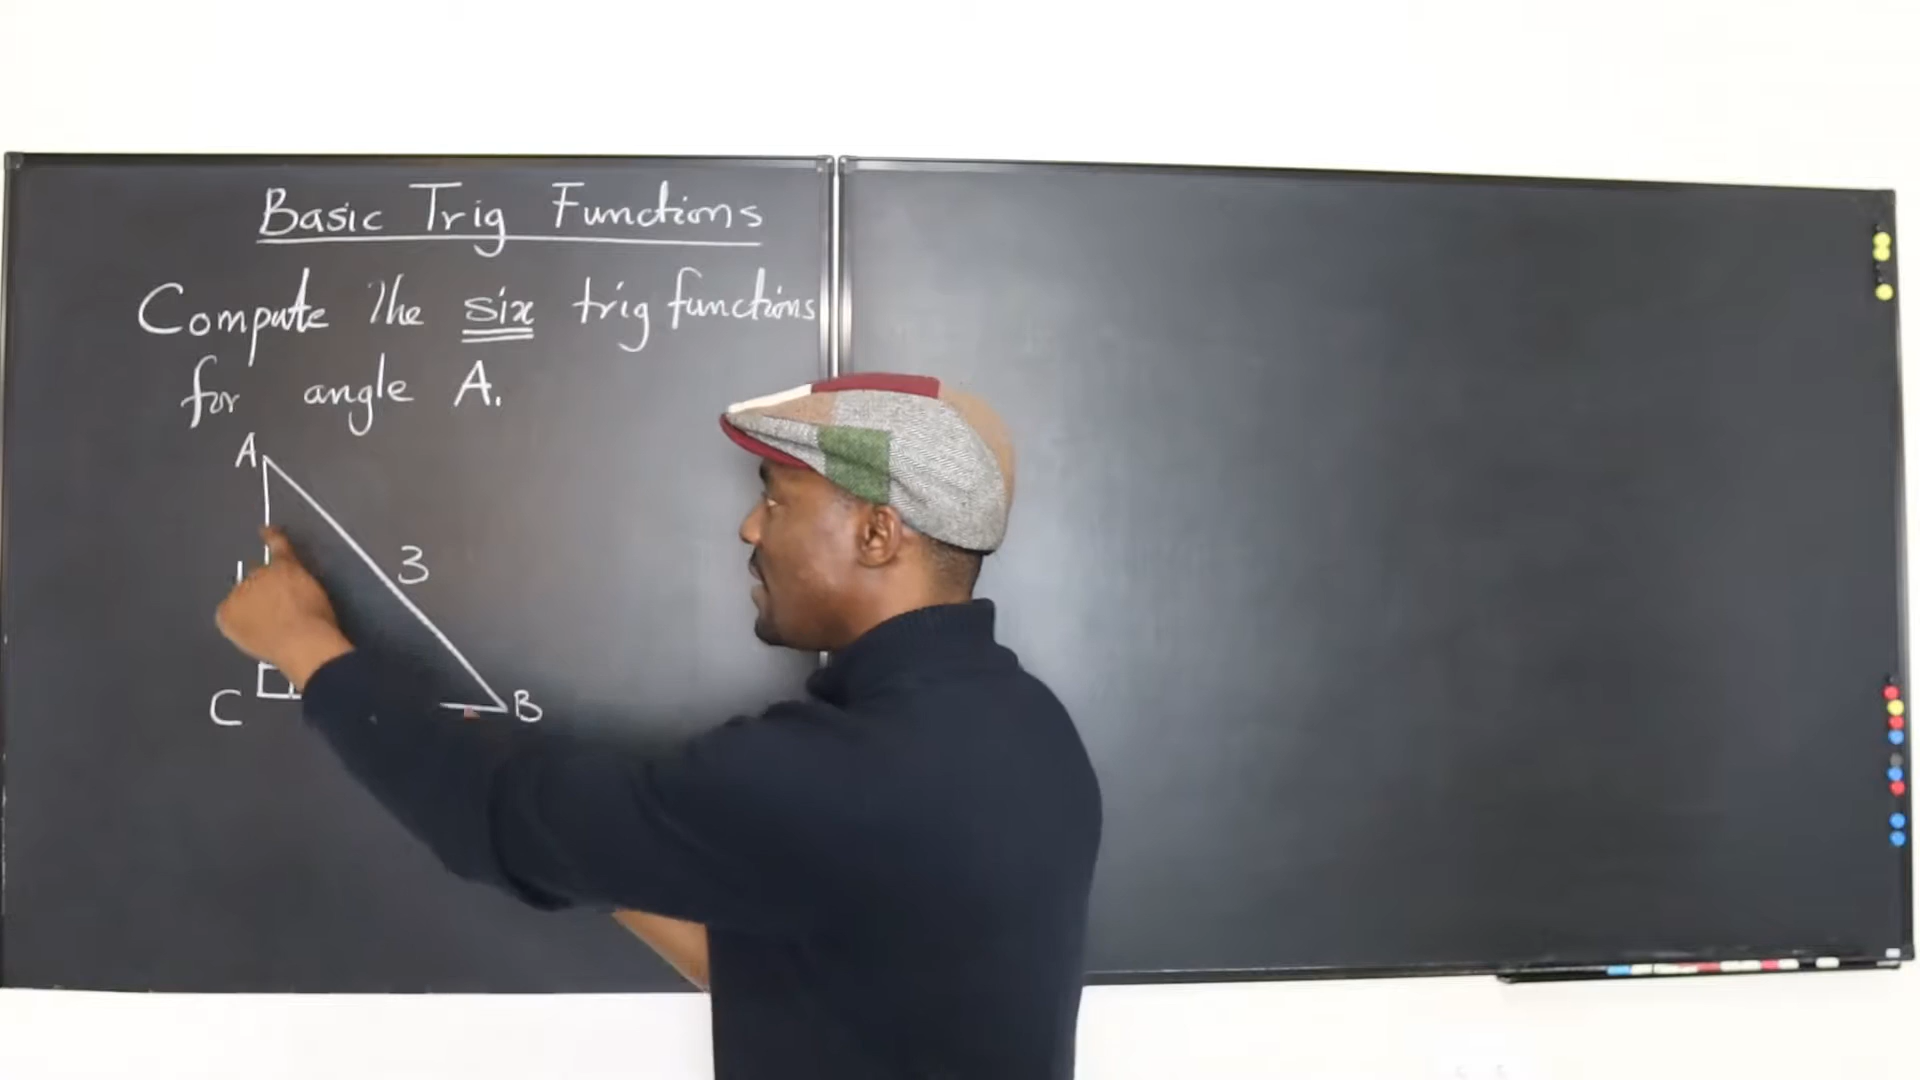 Basic Trig Functions
Compute the six trig functions
for angle A.
A
3
C
B